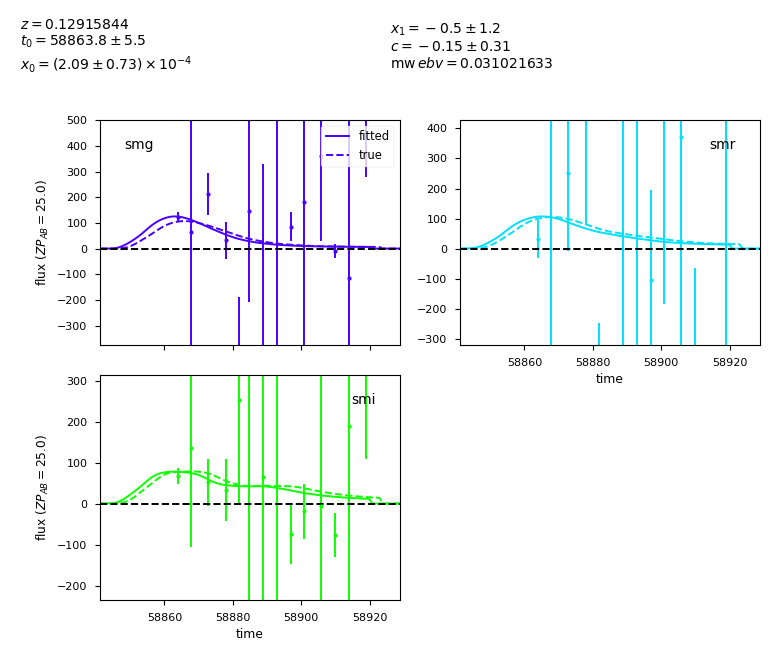 z = 0.12915844
t₀ = 58863.8 ± 5.5
x₀ = (2.09 ± 0.73) × 10⁻⁴
x₁ = −0.5 ± 1.2
c = −0.15 ± 0.31
mw ebv = 0.031021633
500
400
300
200
100
0
−100
−200
−300
flux (ZP_AB = 25.0)
smg
fitted
true
400
300
200
100
0
−100
−200
−300
smr
58860
58880
58900
58920
time
300
200
100
0
−100
−200
flux (ZP_AB = 25.0)
smi
58860
58880
58900
58920
time